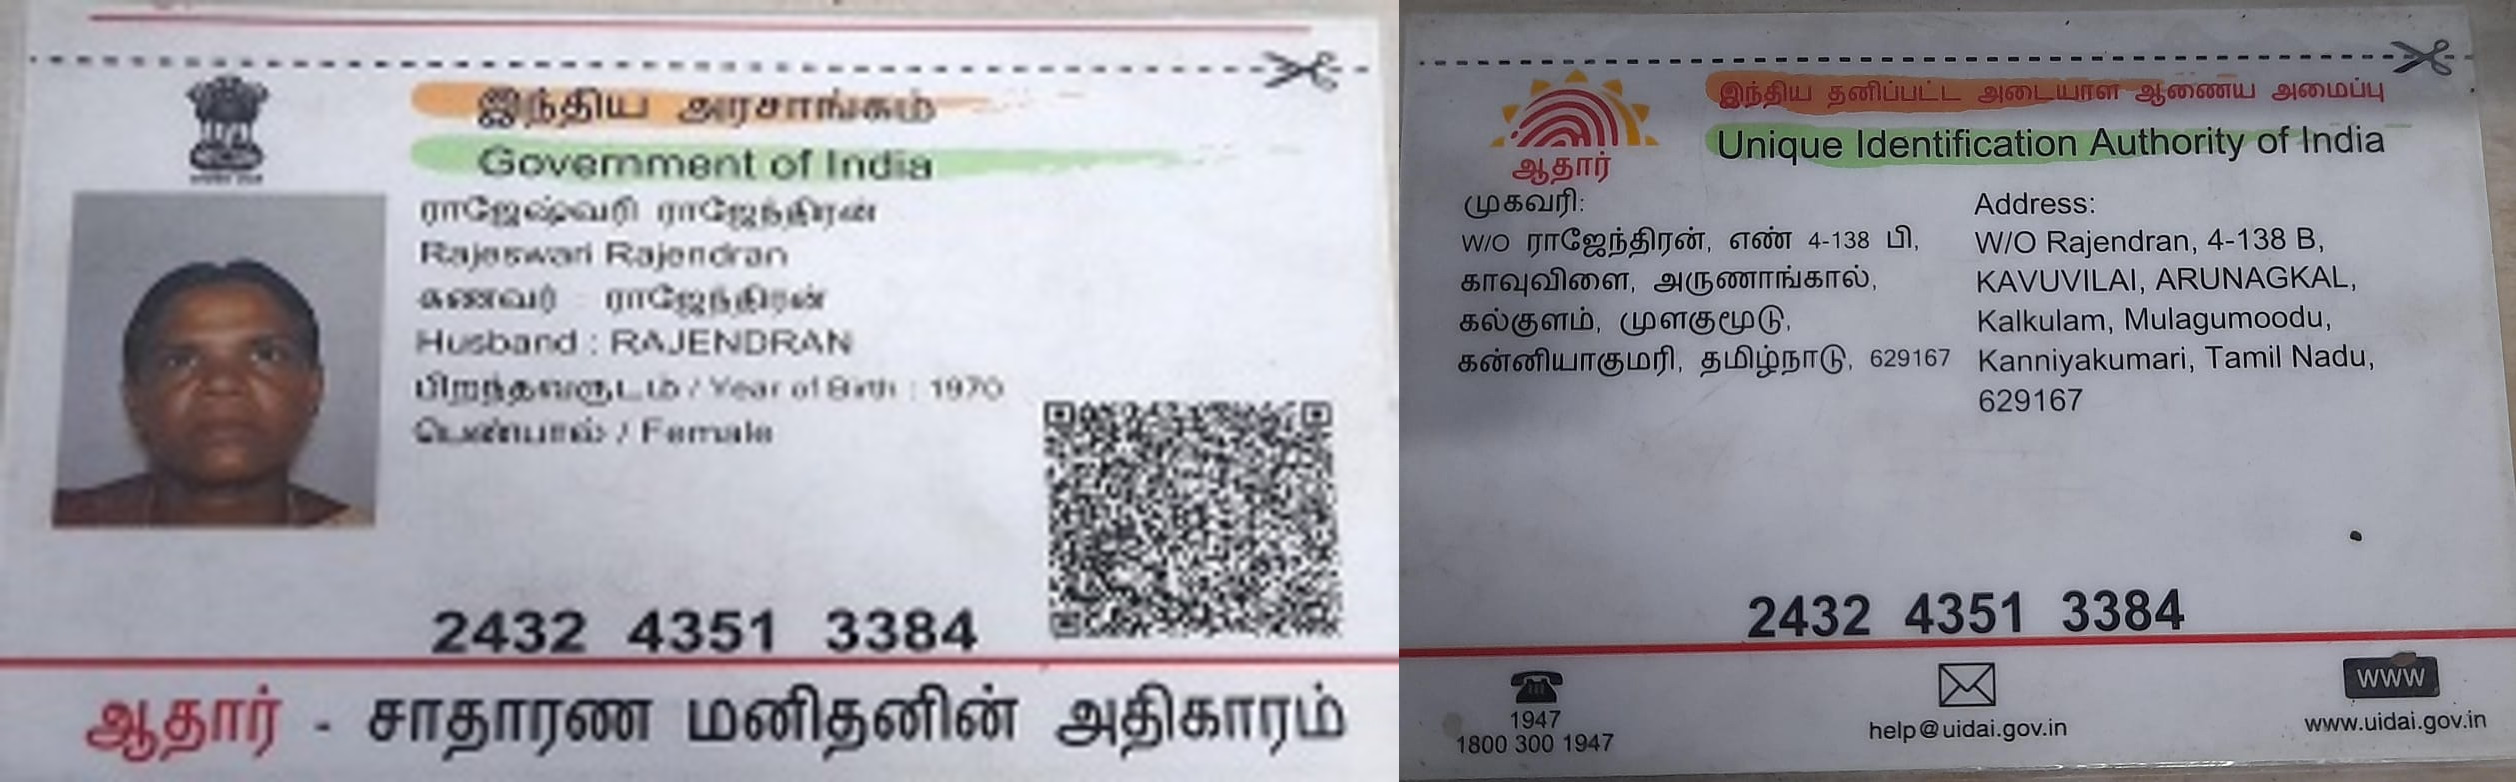 இந்திய அரசாங்கம்
Government of India
ராஜேஷ்வரி ராஜேந்திரன்
Rajeswari Rajendran
கணவர் : ராஜேந்திரன்
Husband : RAJENDRAN
பிறந்தவருடம் / Year of Birth : 1970
பெண்பால் / Female
2432 4351 3384
ஆதார் - சாதாரண மனிதனின் அதிகாரம்
இந்திய தனிப்பட்ட அடையாள ஆணைய அமைப்பு
Unique Identification Authority of India
ஆதார்
முகவரி:
W/O ராஜேந்திரன், எண் 4-138 பி,
காவுவிளை, அருணாங்கால்,
கல்குளம், முளகுமூடு,
கன்னியாகுமரி, தமிழ்நாடு, 629167
Address:
W/O Rajendran, 4-138 B,
KAVUVILAI, ARUNAGKAL,
Kalkulam, Mulagumoodu,
Kanniyakumari, Tamil Nadu,
629167
2432 4351 3384
1947
1800 300 1947
help@uidai.gov.in
WWW
www.uidai.gov.in